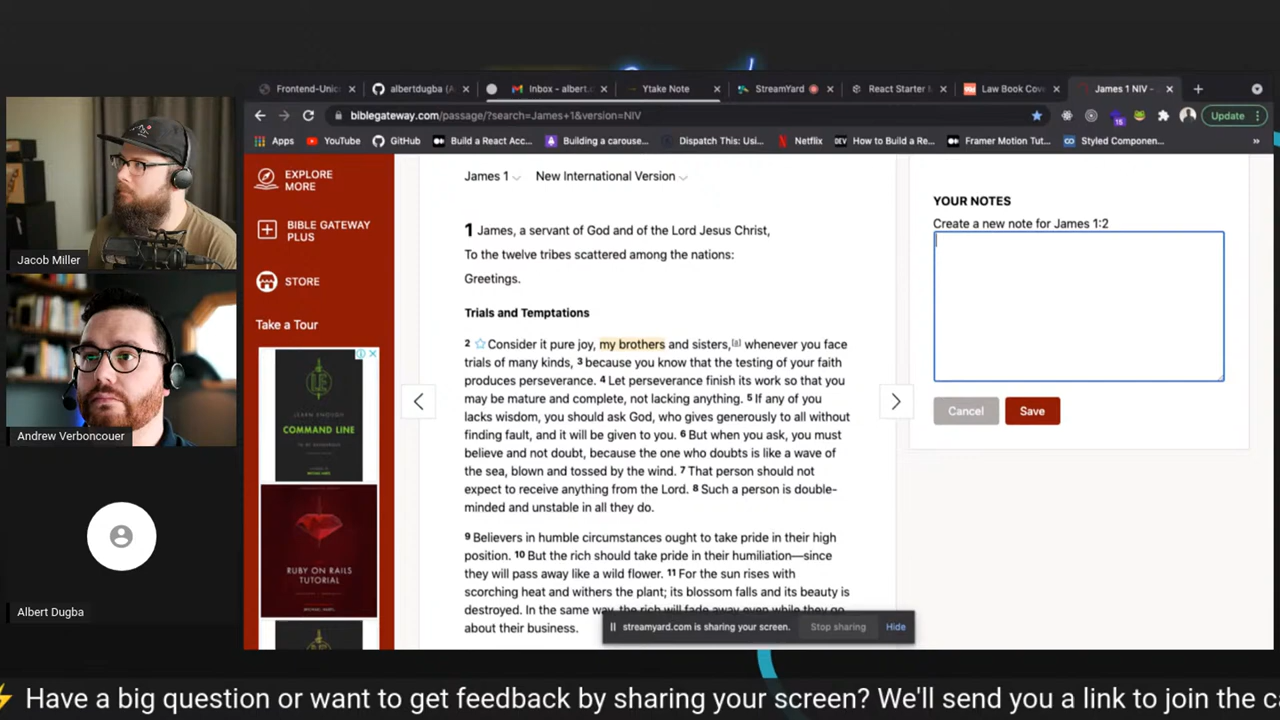 Frontend-Unic
albertdugba (A
Inbox - albert.
Ytake Note
StreamYard
React Starter
Law Book Cov
James 1 NIV -
biblegateway.com/passage/?search=James+1&version=NIV
Update
Apps
YouTube
GitHub
Build a React Acc...
Building a carouse...
Dispatch This: Usi...
Netflix
DEV How to Build a Re...
Framer Motion Tut...
Styled Componen...
»
EXPLORE
MORE
BIBLE GATEWAY
PLUS
STORE
Take a Tour
LEARN ENOUGH
COMMAND LINE
RUBY ON RAILS
TUTORIAL
James 1
New International Version
1 James, a servant of God and of the Lord Jesus Christ,
To the twelve tribes scattered among the nations:
Greetings.
Trials and Temptations
2 Consider it pure joy, my brothers and sisters,[a] whenever you face
trials of many kinds, 3 because you know that the testing of your faith
produces perseverance. 4 Let perseverance finish its work so that you
may be mature and complete, not lacking anything. 5 If any of you
lacks wisdom, you should ask God, who gives generously to all without
finding fault, and it will be given to you. 6 But when you ask, you must
believe and not doubt, because the one who doubts is like a wave of
the sea, blown and tossed by the wind. 7 That person should not
expect to receive anything from the Lord. 8 Such a person is double-
minded and unstable in all they do.
9 Believers in humble circumstances ought to take pride in their high
position. 10 But the rich should take pride in their humiliation—since
they will pass away like a wild flower. 11 For the sun rises with
scorching heat and withers the plant; its blossom falls and its beauty is
destroyed. In the same way, the rich will fade away even while they go
about their business.
YOUR NOTES
Create a new note for James 1:2
Cancel
Save
streamyard.com is sharing your screen.
Stop sharing
Hide
Jacob Miller
Andrew Verboncouer
Albert Dugba
Have a big question or want to get feedback by sharing your screen? We'll send you a link to join the c